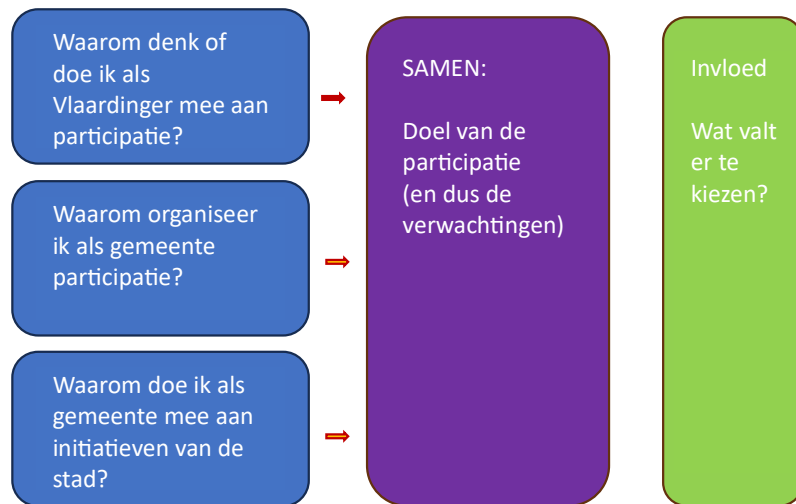 Waarom denk of
doe ik als
Vlaardinger mee aan
participatie?
Waarom organiseer
ik als gemeente
participatie?
Waarom doe ik als
gemeente mee aan
initiatieven van de
stad?
SAMEN:
Doel van de
participatie
(en dus de
verwachtingen)
Invloed
Wat valt
er te
kiezen?